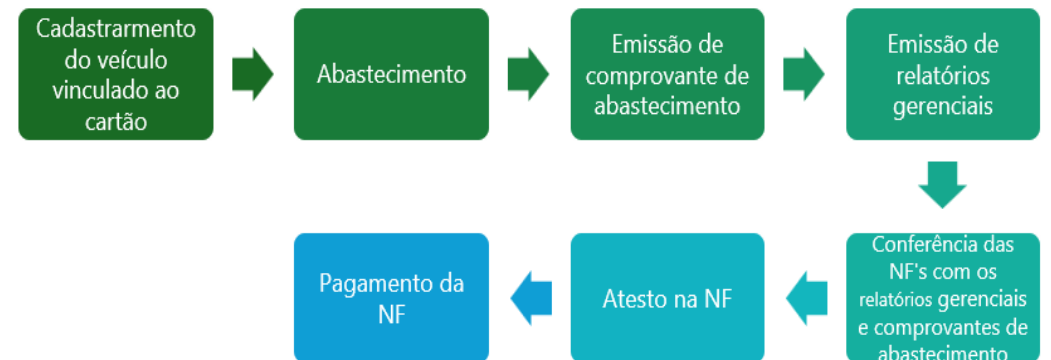 Cadastrarmento
do veículo
vinculado ao
cartão
Abastecimento
Emissão de
comprovante de
abastecimento
Emissão de
relatórios
gerenciais
Conferência das
NF's com os
relatórios gerenciais
e comprovantes de
abastecimento
Atesto na NF
Pagamento da
NF